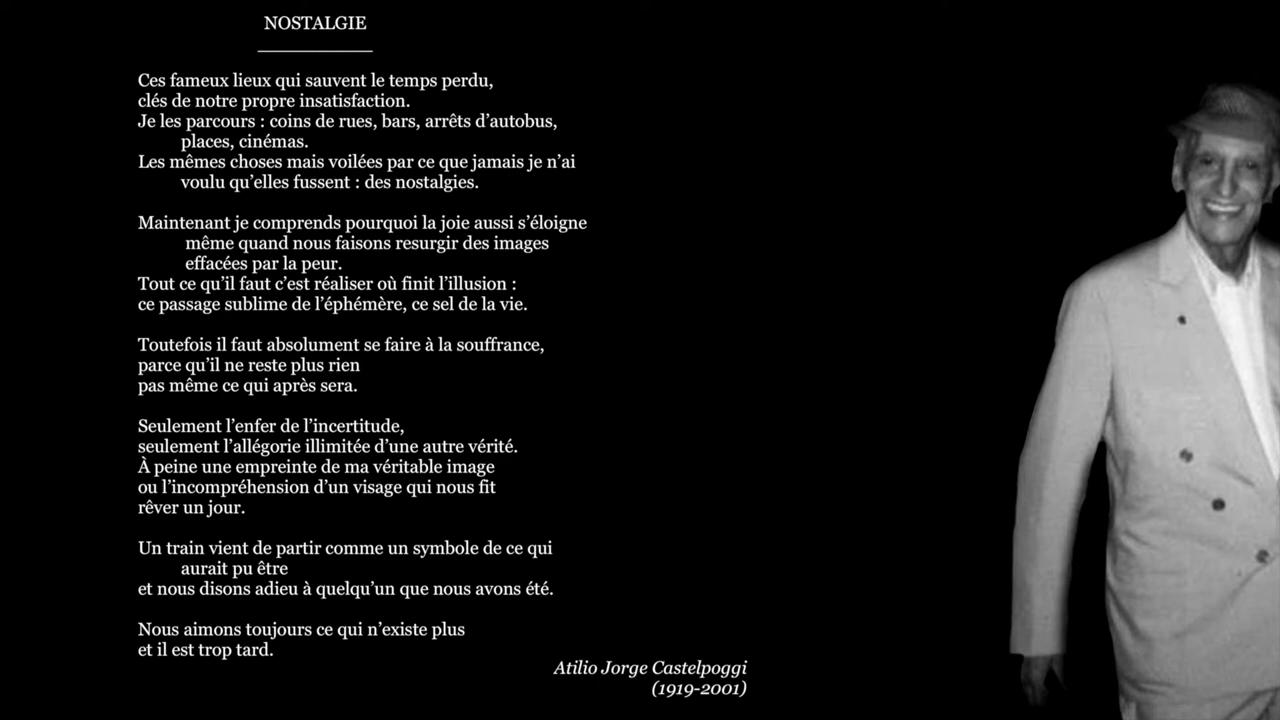 NOSTALGIE
Ces fameux lieux qui sauvent le temps perdu,
clés de notre propre insatisfaction.
Je les parcours : coins de rues, bars, arrêts d’autobus,
places, cinémas.
Les mêmes choses mais voilées par ce que jamais je n’ai
voulu qu’elles fussent : des nostalgies.
Maintenant je comprends pourquoi la joie aussi s’éloigne
même quand nous faisons resurgir des images
effacées par la peur.
Tout ce qu’il faut c’est réaliser où finit l’illusion :
ce passage sublime de l’éphémère, ce sel de la vie.
Toutefois il faut absolument se faire à la souffrance,
parce qu’il ne reste plus rien
pas même ce qui après sera.
Seulement l’enfer de l’incertitude,
seulement l’allégorie illimitée d’une autre vérité.
À peine une empreinte de ma véritable image
ou l’incompréhension d’un visage qui nous fit
rêver un jour.
Un train vient de partir comme un symbole de ce qui
aurait pu être
et nous disons adieu à quelqu’un que nous avons été.
Nous aimons toujours ce qui n’existe plus
et il est trop tard.
Atilio Jorge Castelpoggi
(1919-2001)